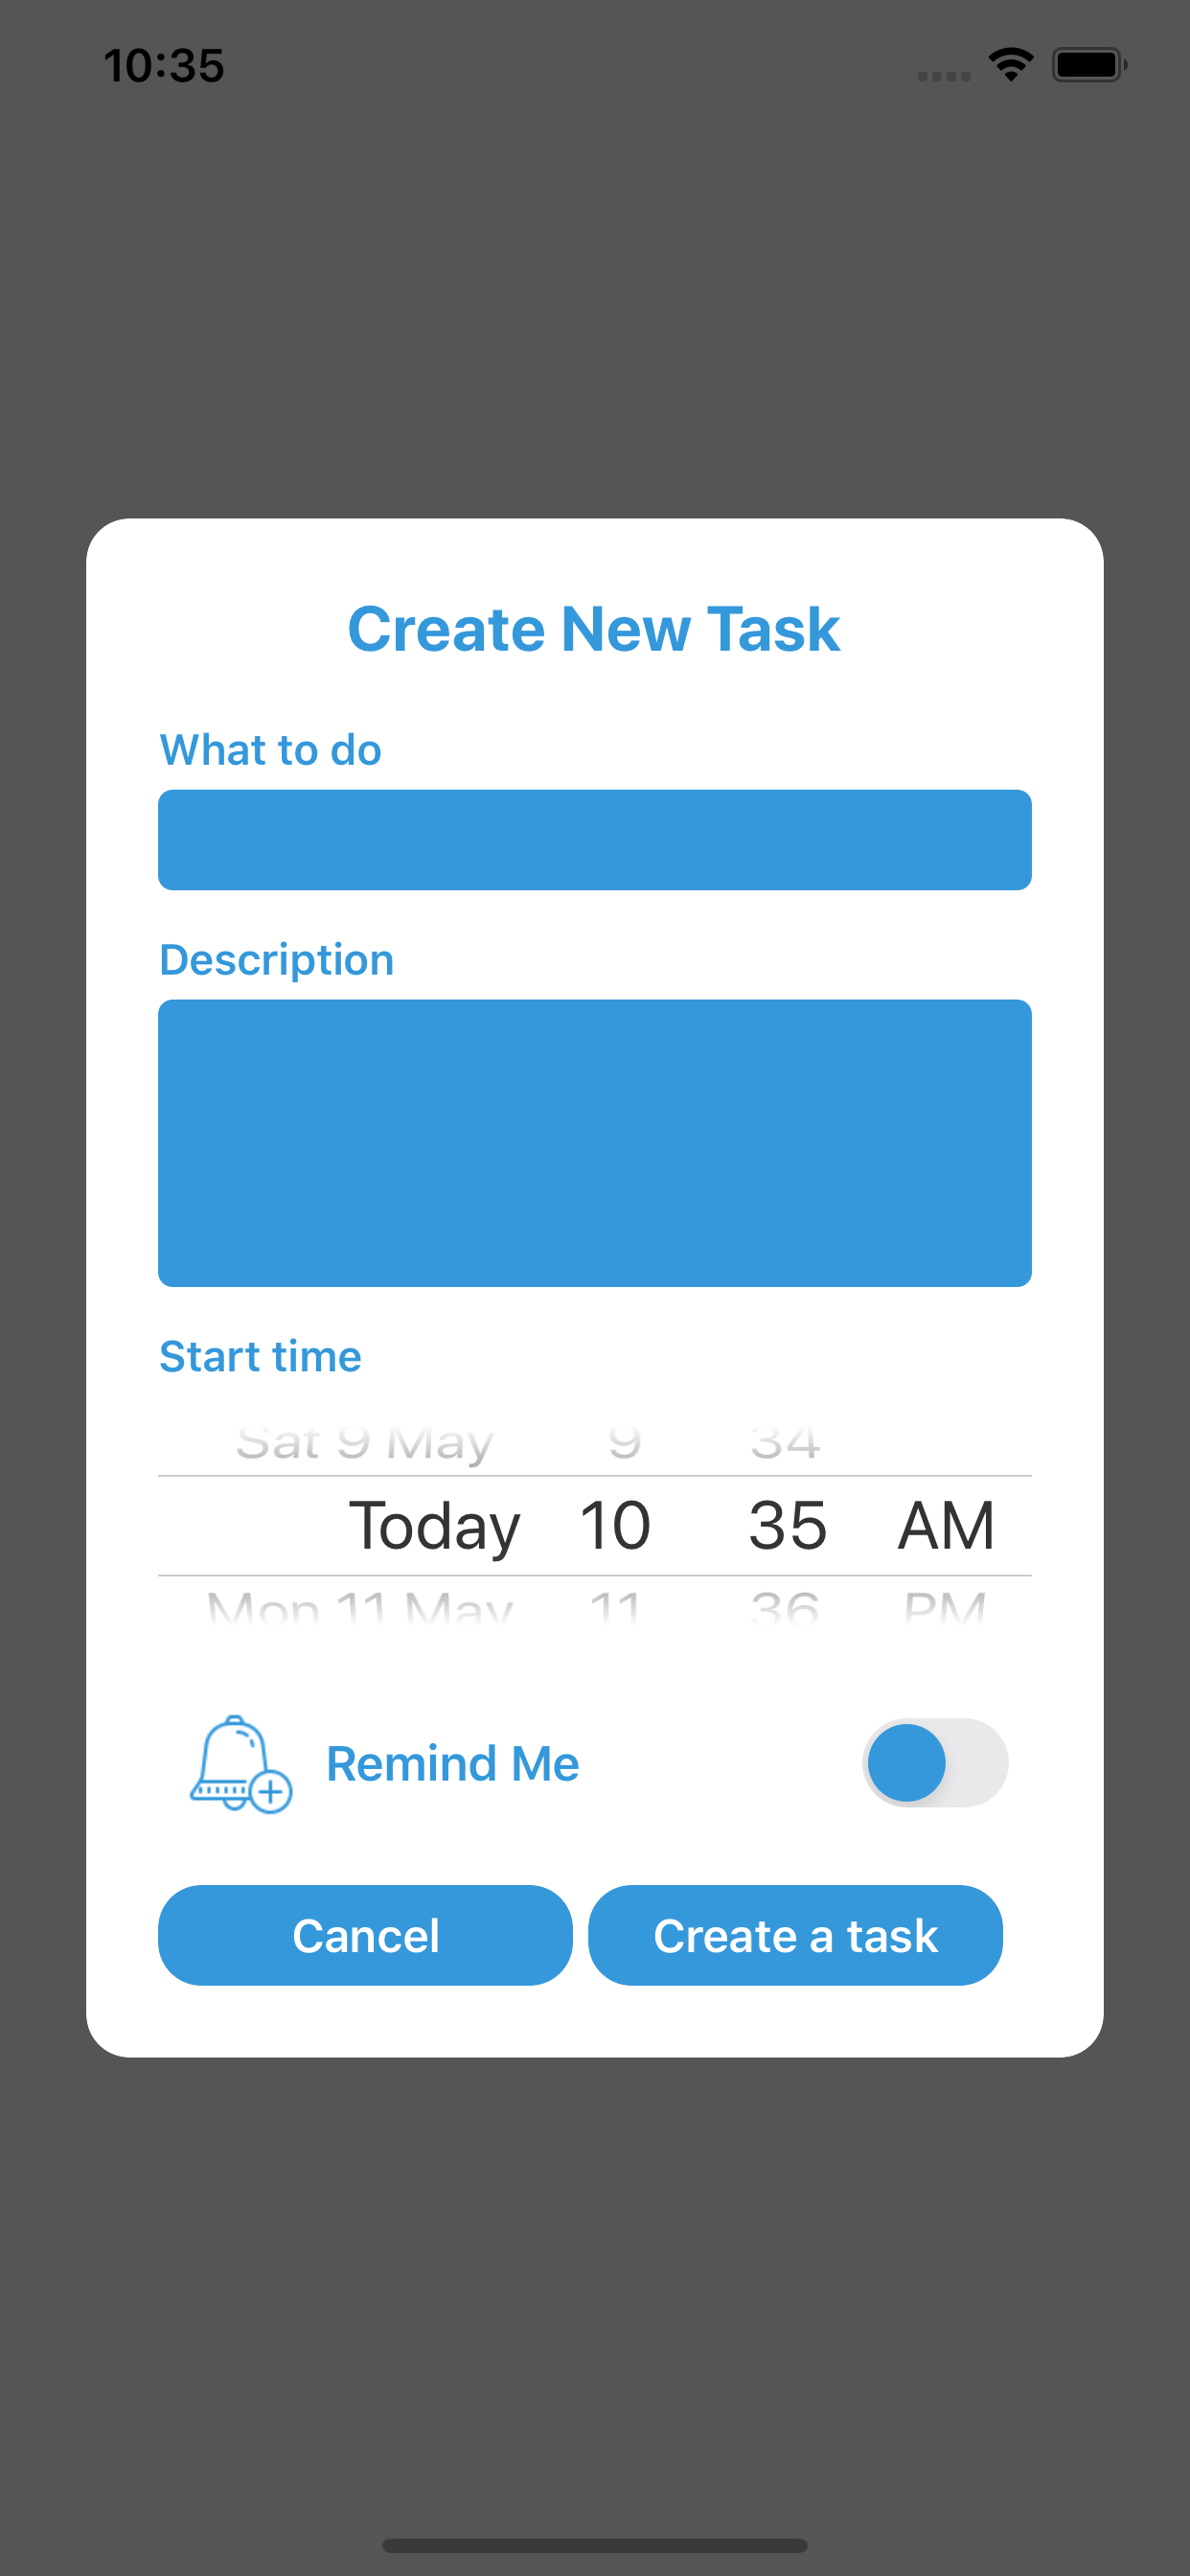 10:35
Create New Task
What to do
Description
Start time
Sat 9 May 9 34
Today 10 35 AM
Mon 11 May 11 36 PM
Remind Me
Cancel Create a task